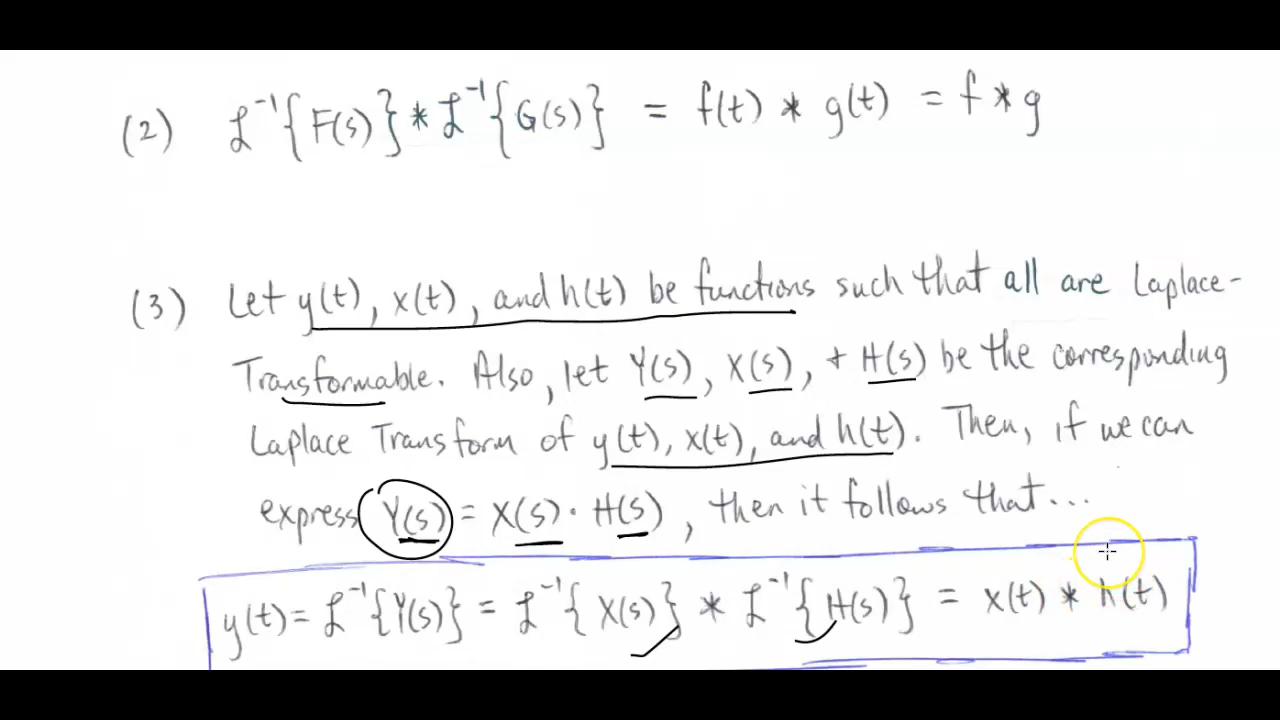 (2) ℒ⁻¹{F(s)} * ℒ⁻¹{G(s)} = f(t) * g(t) = f * g
(3) Let y(t), x(t), and h(t) be functions such that all are Laplace-
Transformable. Also, let Y(s), X(s), + H(s) be the corresponding
Laplace Transform of y(t), x(t), and h(t). Then, if we can
express Y(s) = X(s) · H(s), then it follows that...
y(t) = ℒ⁻¹{Y(s)} = ℒ⁻¹{X(s)} * ℒ⁻¹{H(s)} = x(t) * h(t)